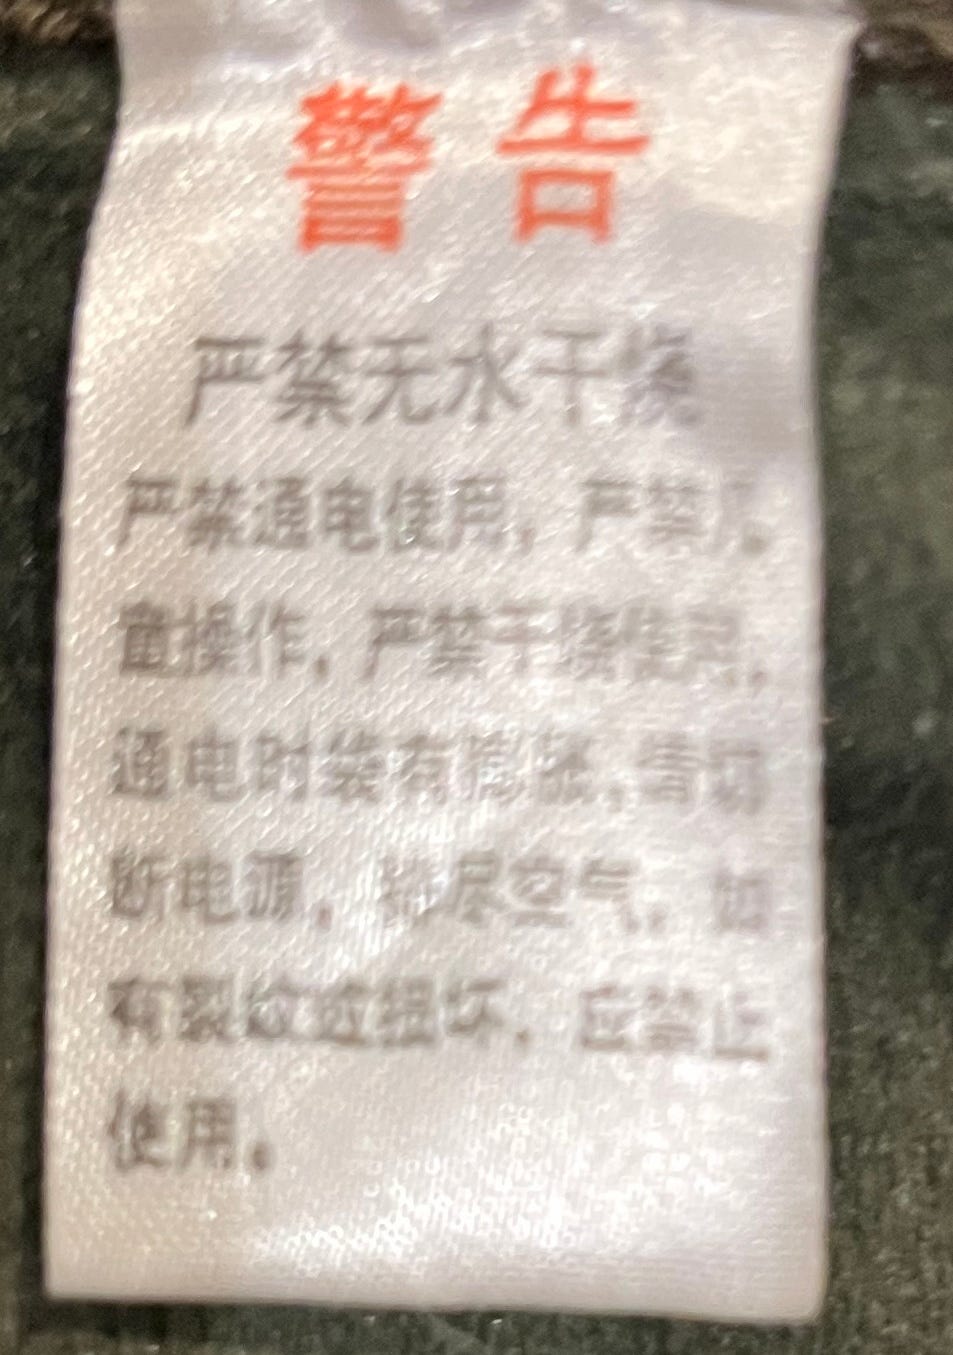 警告
严禁无水干烧
严禁通电使用，严禁
操作，严禁干烧使用，
通电时袋有膨胀，请切
断电源，排尽空气，如
有裂纹或损坏，应禁止
使用。